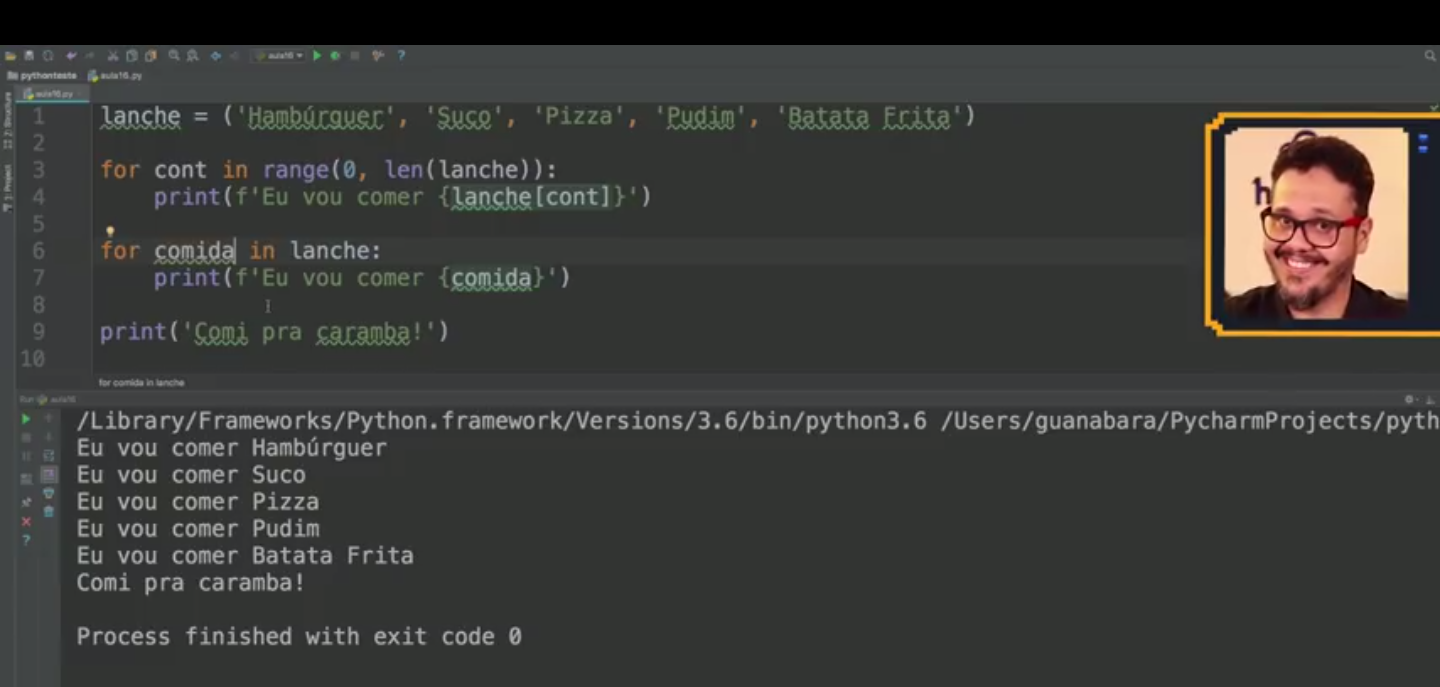 aula16
pythonteste aula16.py
aula16.py
2: Structure
1: Project
1 lanche = ('Hambúrguer', 'Suco', 'Pizza', 'Pudim', 'Batata Frita')
2
3 for cont in range(0, len(lanche)):
4 print(f'Eu vou comer {lanche[cont]}')
5
6 for comida in lanche:
7 print(f'Eu vou comer {comida}')
8
9 print('Comi pra caramba!')
10
for comida in lanche
Run aula16
/Library/Frameworks/Python.framework/Versions/3.6/bin/python3.6 /Users/guanabara/PycharmProjects/pyth
Eu vou comer Hambúrguer
Eu vou comer Suco
Eu vou comer Pizza
Eu vou comer Pudim
Eu vou comer Batata Frita
Comi pra caramba!
Process finished with exit code 0